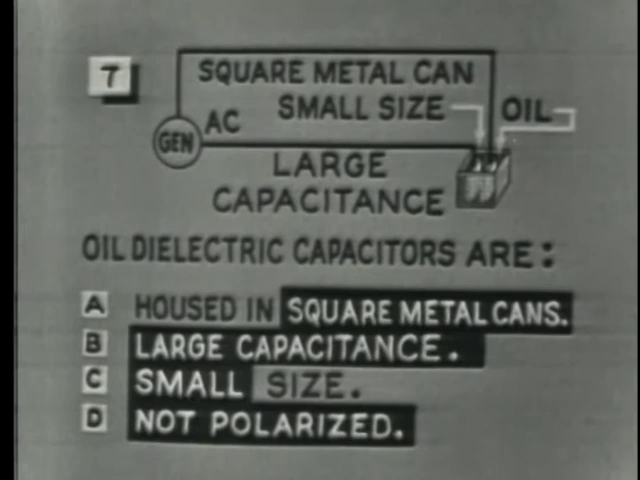 7
SQUARE METAL CAN
SMALL SIZE
OIL
GEN
AC
LARGE
CAPACITANCE
OIL DIELECTRIC CAPACITORS ARE:
A HOUSED IN SQUARE METAL CANS.
B LARGE CAPACITANCE.
C SMALL SIZE.
D NOT POLARIZED.